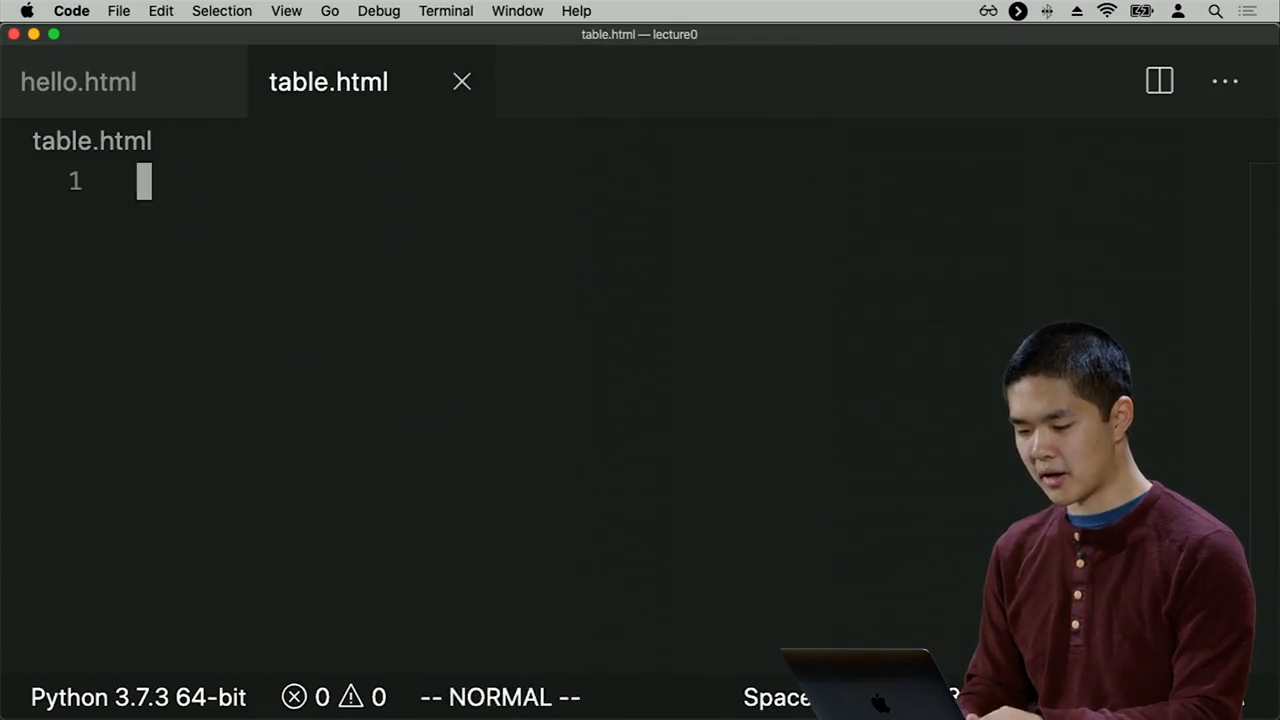 Code File Edit Selection View Go Debug Terminal Window Help
table.html — lecture0
hello.html table.html
table.html
1
Python 3.7.3 64-bit 0 0 -- NORMAL --